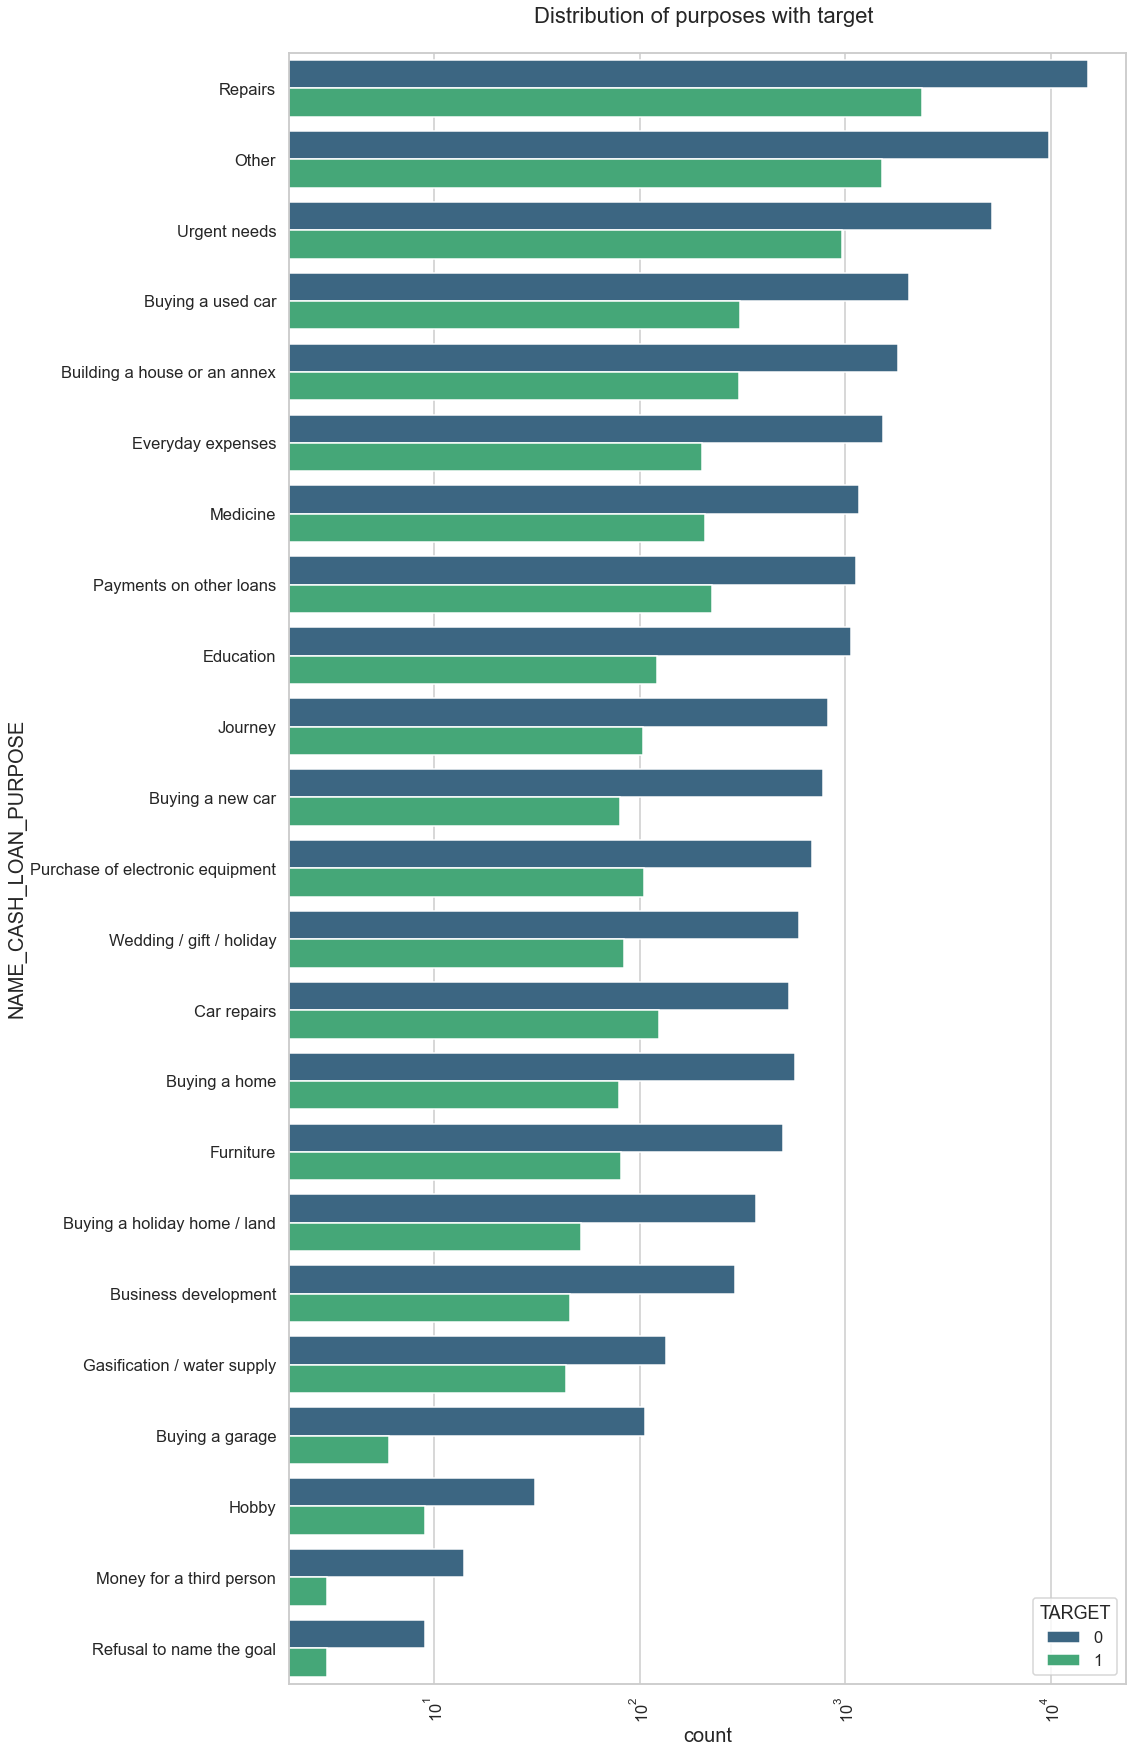 Distribution of purposes with target
NAME_CASH_LOAN_PURPOSE
Repairs
Other
Urgent needs
Buying a used car
Building a house or an annex
Everyday expenses
Medicine
Payments on other loans
Education
Journey
Buying a new car
Purchase of electronic equipment
Wedding / gift / holiday
Car repairs
Buying a home
Furniture
Buying a holiday home / land
Business development
Gasification / water supply
Buying a garage
Hobby
Money for a third person
Refusal to name the goal
TARGET
0
1
10¹
10²
10³
10⁴
count